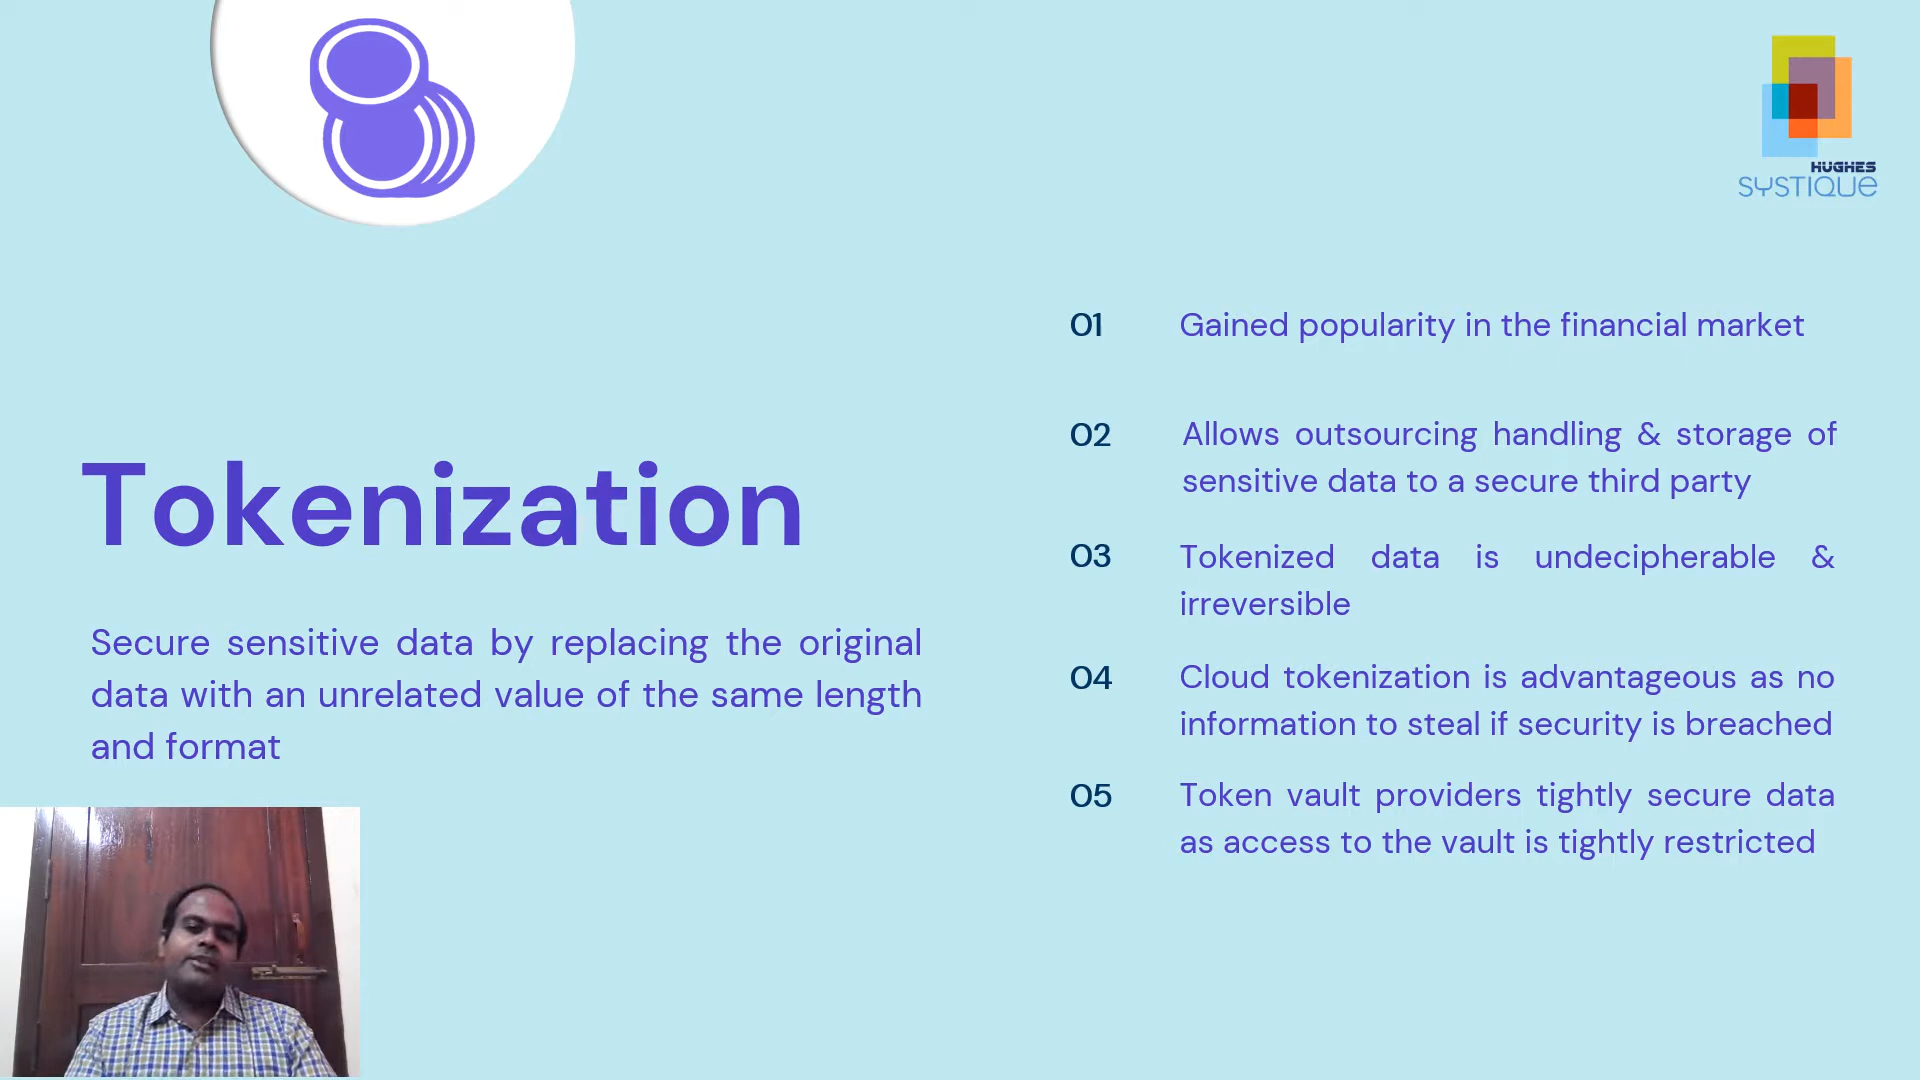 HUGHES
SYSTIQUE
Tokenization
Secure sensitive data by replacing the original
data with an unrelated value of the same length
and format
01 Gained popularity in the financial market
02 Allows outsourcing handling & storage of
sensitive data to a secure third party
03 Tokenized data is undecipherable &
irreversible
04 Cloud tokenization is advantageous as no
information to steal if security is breached
05 Token vault providers tightly secure data
as access to the vault is tightly restricted